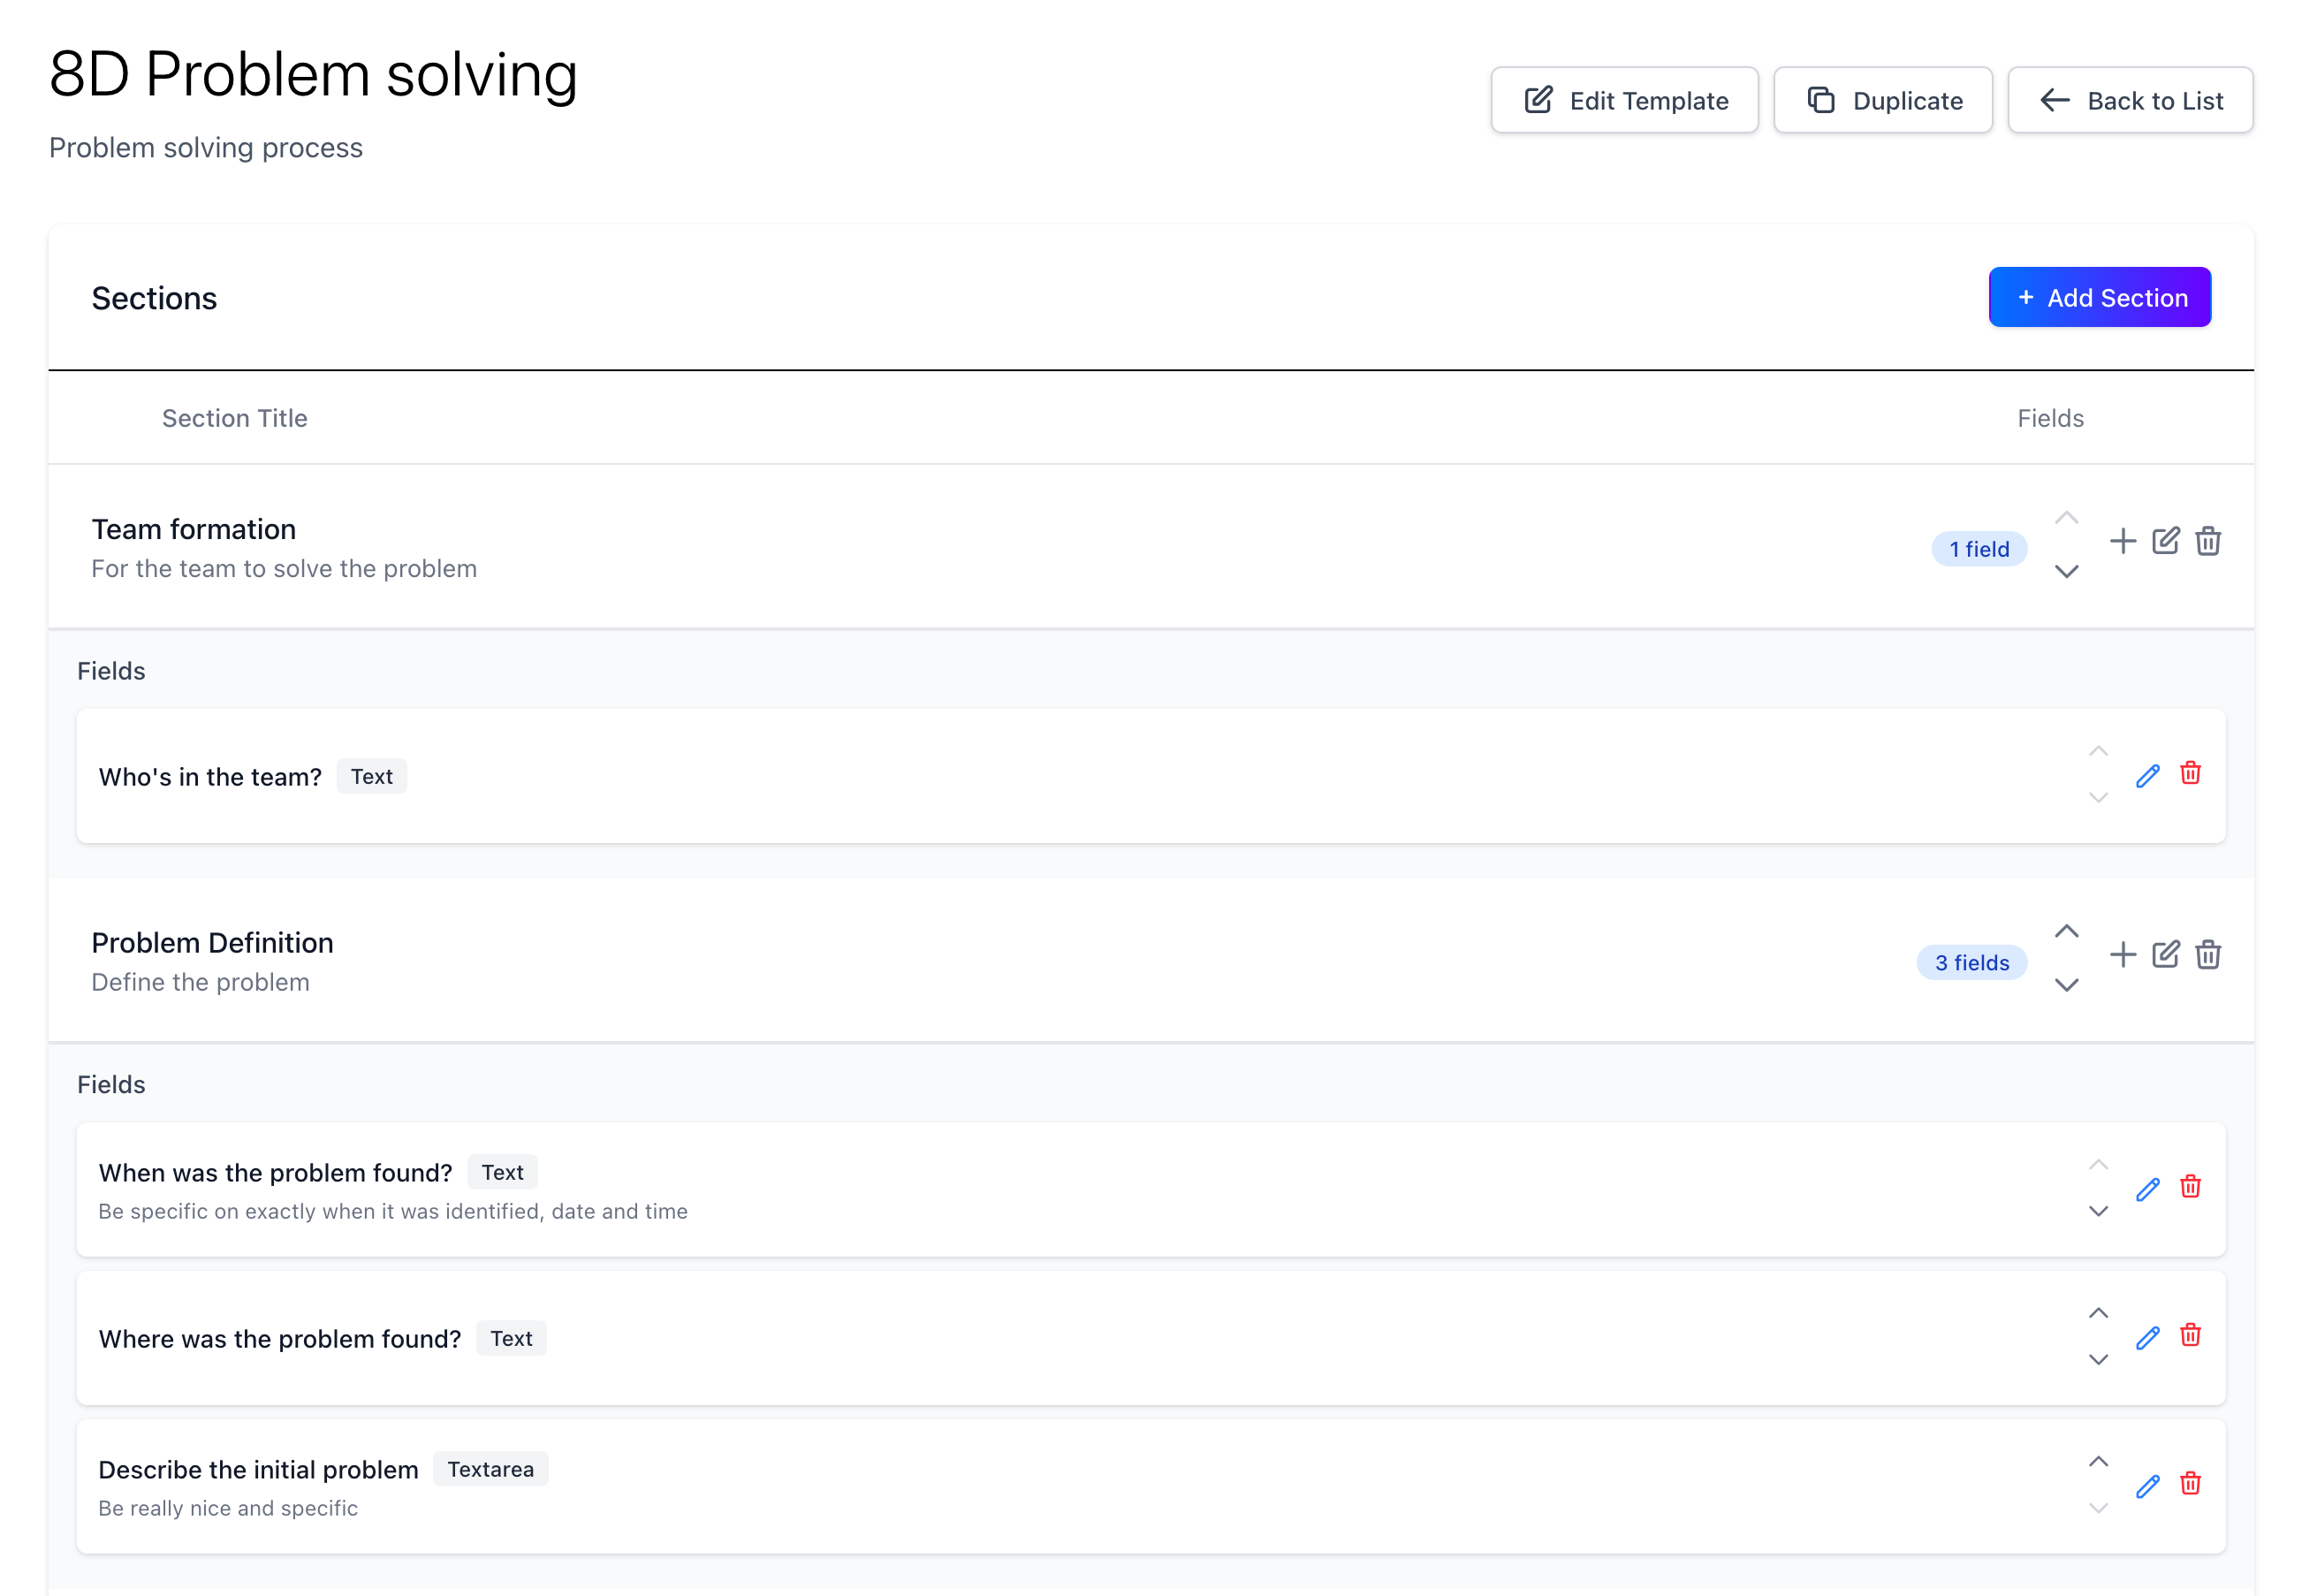 8D Problem solving
Problem solving process
Edit Template
Duplicate
Back to List
Sections
+ Add Section
Section Title
Fields
Team formation
For the team to solve the problem
1 field
Fields
Who's in the team?
Text
Problem Definition
Define the problem
3 fields
Fields
When was the problem found?
Text
Be specific on exactly when it was identified, date and time
Where was the problem found?
Text
Describe the initial problem
Textarea
Be really nice and specific